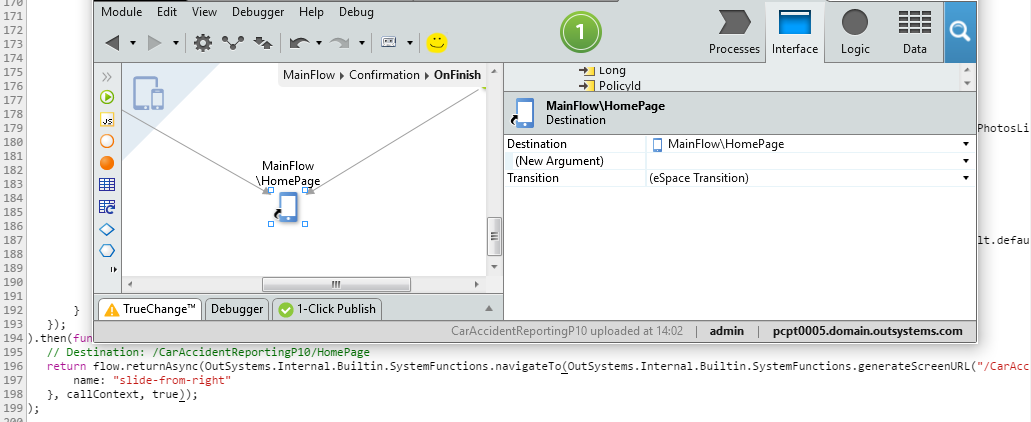 170
171
172
173
174
175
176
177
178
179
180
181
182
183
184
185
186
187
188
189
190
191
192 }
193 });
194 ).then(fun
195 // Destination: /CarAccidentReportingP10/HomePage
196 return flow.returnAsync(OutSystems.Internal.Builtin.SystemFunctions.navigateTo(OutSystems.Internal.Builtin.SystemFunctions.generateScreenURL("/CarAcc
197 name: "slide-from-right"
198 }, callContext, true));
199 );
200
PhotosLi
lt.defau
Module Edit View Debugger Help Debug
1
Processes Interface Logic Data
MainFlow Confirmation OnFinish
JS
MainFlow
\HomePage
Long
PolicyId
MainFlow\HomePage
Destination
Destination MainFlow\HomePage
(New Argument)
Transition (eSpace Transition)
TrueChange™ Debugger 1-Click Publish
CarAccidentReportingP10 uploaded at 14:02 | admin | pcpt0005.domain.outsystems.com